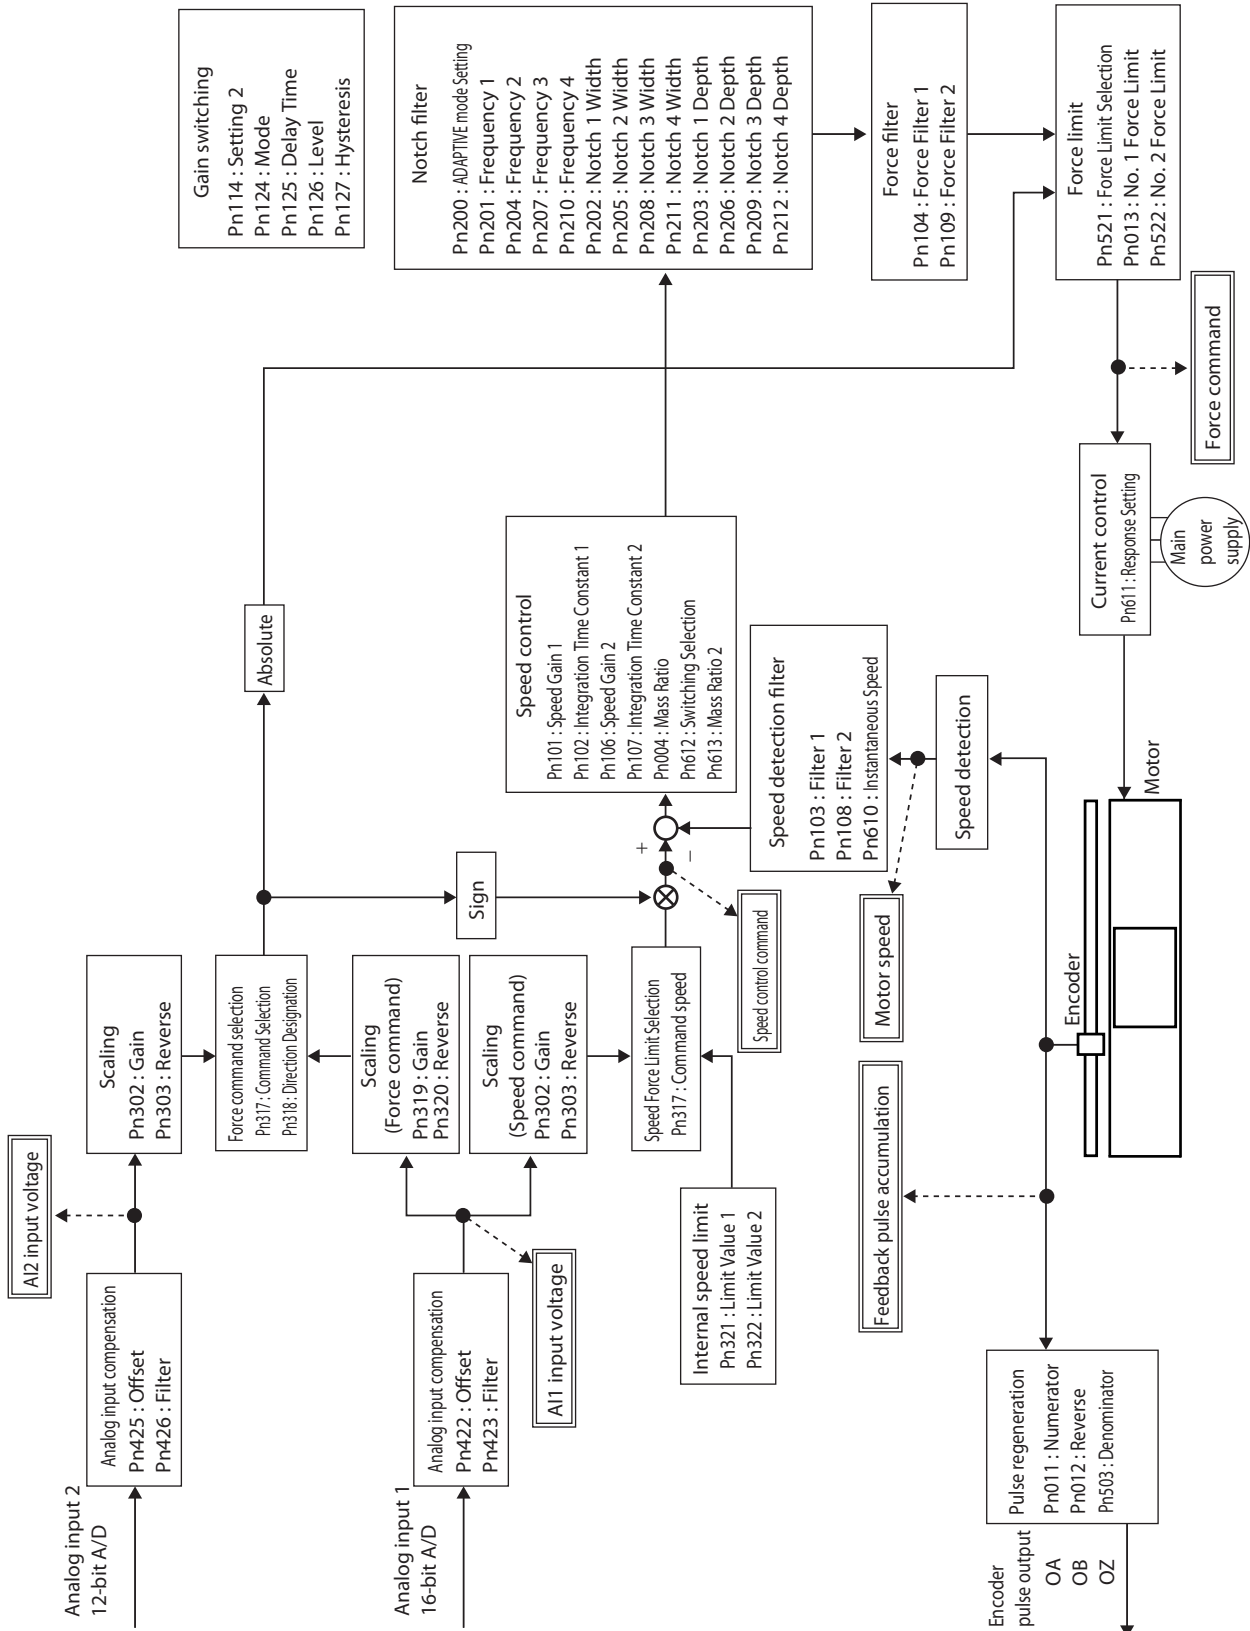 Analog input 2
12-bit A/D
Analog input compensation
Pn425 : Offset
Pn426 : Filter
AI2 input voltage
Scaling
Pn302 : Gain
Pn303 : Reverse
Force command selection
Pn317 : Command Selection
Pn318 : Direction Designation
Absolute
Gain switching
Pn114 : Setting 2
Pn124 : Mode
Pn125 : Delay Time
Pn126 : Level
Pn127 : Hysteresis
Analog input 1
16-bit A/D
Analog input compensation
Pn422 : Offset
Pn423 : Filter
AI1 input voltage
Scaling
(Force command)
Pn319 : Gain
Pn320 : Reverse
Scaling
(Speed command)
Pn302 : Gain
Pn303 : Reverse
Sign
Internal speed limit
Pn321 : Limit Value 1
Pn322 : Limit Value 2
Speed Force Limit Selection
Pn317 : Command speed
Speed control command
+
−
Speed control
Pn101 : Speed Gain 1
Pn102 : Integration Time Constant 1
Pn106 : Speed Gain 2
Pn107 : Integration Time Constant 2
Pn004 : Mass Ratio
Pn612 : Switching Selection
Pn613 : Mass Ratio 2
Notch filter
Pn200 : ADAPTIVE mode Setting
Pn201 : Frequency 1
Pn204 : Frequency 2
Pn207 : Frequency 3
Pn210 : Frequency 4
Pn202 : Notch 1 Width
Pn205 : Notch 2 Width
Pn208 : Notch 3 Width
Pn211 : Notch 4 Width
Pn203 : Notch 1 Depth
Pn206 : Notch 2 Depth
Pn209 : Notch 3 Depth
Pn212 : Notch 4 Depth
Speed detection filter
Pn103 : Filter 1
Pn108 : Filter 2
Pn610 : Instantaneous Speed
Force filter
Pn104 : Force Filter 1
Pn109 : Force Filter 2
Feedback pulse accumulation
Motor speed
Speed detection
Force limit
Pn521 : Force Limit Selection
Pn013 : No. 1 Force Limit
Pn522 : No. 2 Force Limit
Force command
Current control
Pn611 : Response Setting
Main
power
supply
Encoder
Motor
Pulse regeneration
Pn011 : Numerator
Pn012 : Reverse
Pn503 : Denominator
Encoder
pulse output
OA
OB
OZ